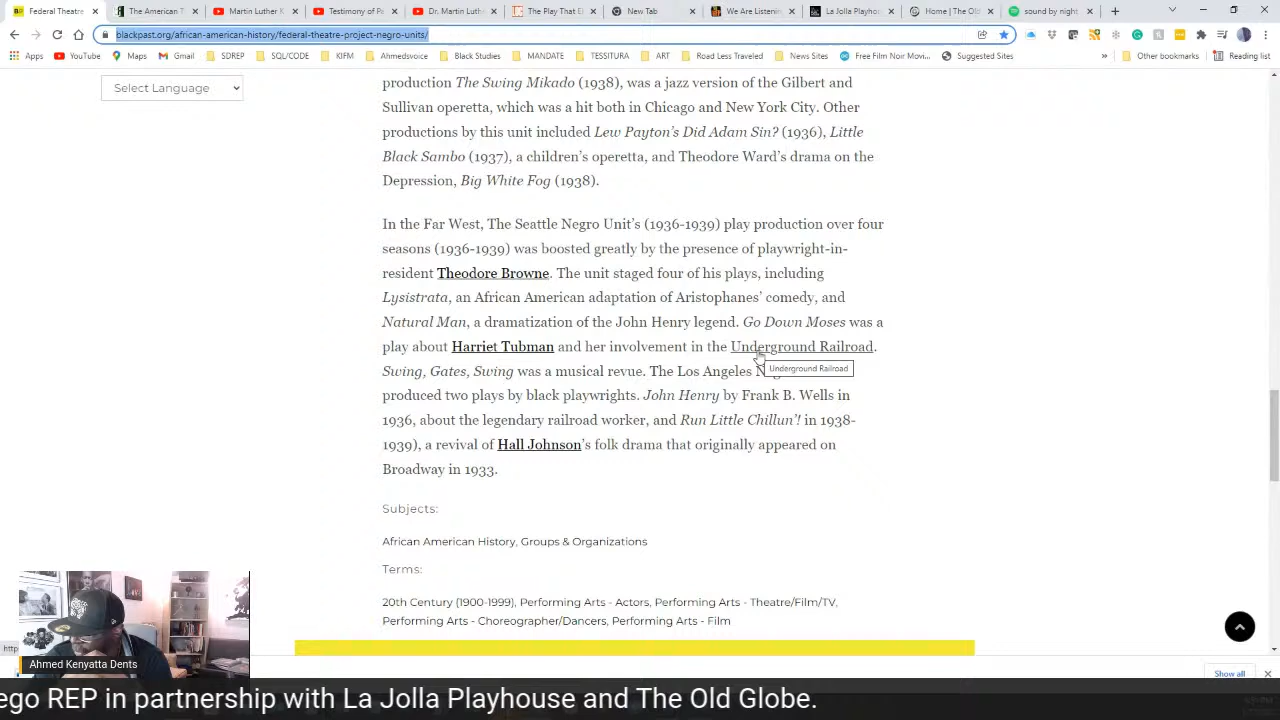 Federal Theatre
The American T
Martin Luther K
Testimony of Pa
Dr. Martin Luthe
The Play That El
New Tab
We Are Listening
La Jolla Playhou
Home | The Old
sound by night
blackpast.org/african-american-history/federal-theatre-project-negro-units/
Apps Maps Gmail SDREP SQL/CODE KIFM Ahmedsvoice Black Studies MANDATE TESSITURA ART Road Less Traveled News Sites Free Film Noir Movi... Suggested Sites » Other bookmarks Reading list
Select Language
production The Swing Mikado (1938), was a jazz version of the Gilbert and
Sullivan operetta, which was a hit both in Chicago and New York City. Other
productions by this unit included Lew Payton's Did Adam Sin? (1936), Little
Black Sambo (1937), a children's operetta, and Theodore Ward's drama on the
Depression, Big White Fog (1938).
In the Far West, The Seattle Negro Unit's (1936-1939) play production over four
seasons (1936-1939) was boosted greatly by the presence of playwright-in-
resident Theodore Browne. The unit staged four of his plays, including
Lysistrata, an African American adaptation of Aristophanes' comedy, and
Natural Man, a dramatization of the John Henry legend. Go Down Moses was a
play about Harriet Tubman and her involvement in the Underground Railroad.
Underground Railroad
Swing, Gates, Swing was a musical revue. The Los Angeles
produced two plays by black playwrights. John Henry by Frank B. Wells in
1936, about the legendary railroad worker, and Run Little Chillun'! in 1938-
1939), a revival of Hall Johnson's folk drama that originally appeared on
Broadway in 1933.
Subjects:
African American History, Groups & Organizations
Terms:
20th Century (1900-1999), Performing Arts - Actors, Performing Arts - Theatre/Film/TV,
Performing Arts - Choreographer/Dancers, Performing Arts - Film
Ahmed Kenyatta Dents
Show all
ego REP in partnership with La Jolla Playhouse and The Old Globe.